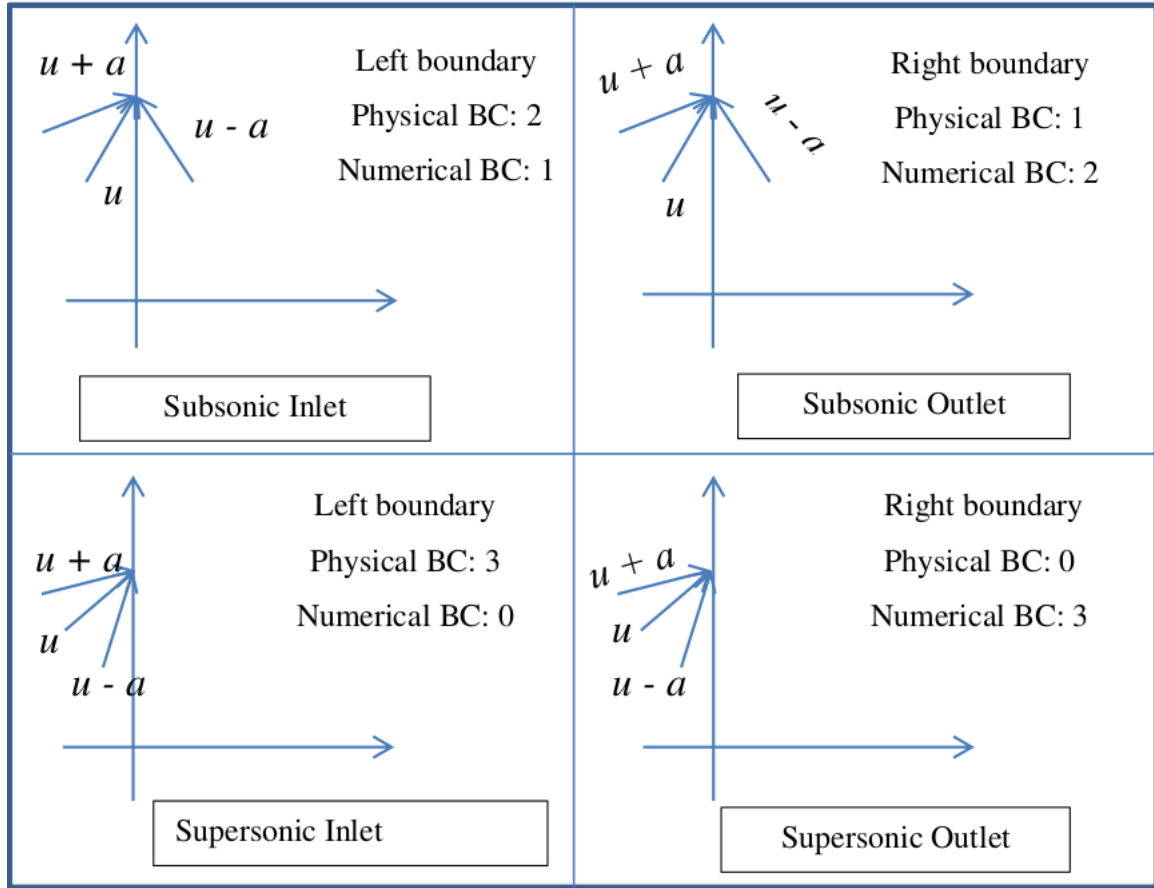 u + a
u - a
u
Left boundary
Physical BC: 2
Numerical BC: 1
Subsonic Inlet
u + a
u - a
u
Right boundary
Physical BC: 1
Numerical BC: 2
Subsonic Outlet
u + a
u
u - a
Left boundary
Physical BC: 3
Numerical BC: 0
Supersonic Inlet
u + a
u
u - a
Right boundary
Physical BC: 0
Numerical BC: 3
Supersonic Outlet